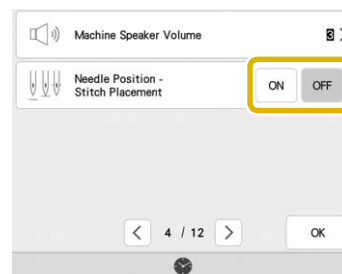 Machine Speaker Volume
3
Needle Position -
Stitch Placement
ON OFF
4 / 12
OK